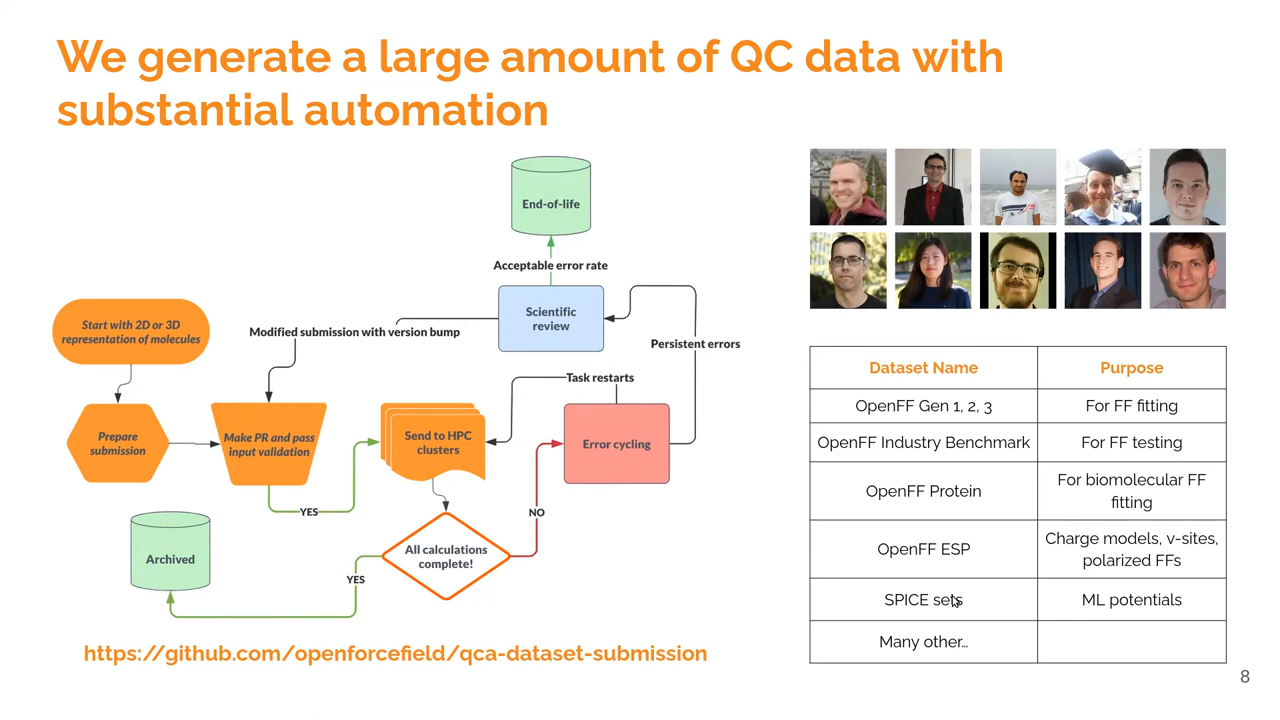 We generate a large amount of QC data with
substantial automation
End-of-life
Acceptable error rate
Scientific
review
Start with 2D or 3D
representation of molecules
Modified submission with version bump
Persistent errors
Task restarts
Prepare
submission
Make PR and pass
input validation
Send to HPC
clusters
Error cycling
YES
NO
All calculations
complete!
Archived
YES
https://github.com/openforcefield/qca-dataset-submission
Dataset Name
Purpose
OpenFF Gen 1, 2, 3
For FF fitting
OpenFF Industry Benchmark
For FF testing
OpenFF Protein
For biomolecular FF
fitting
OpenFF ESP
Charge models, v-sites,
polarized FFs
SPICE sets
ML potentials
Many other...
8